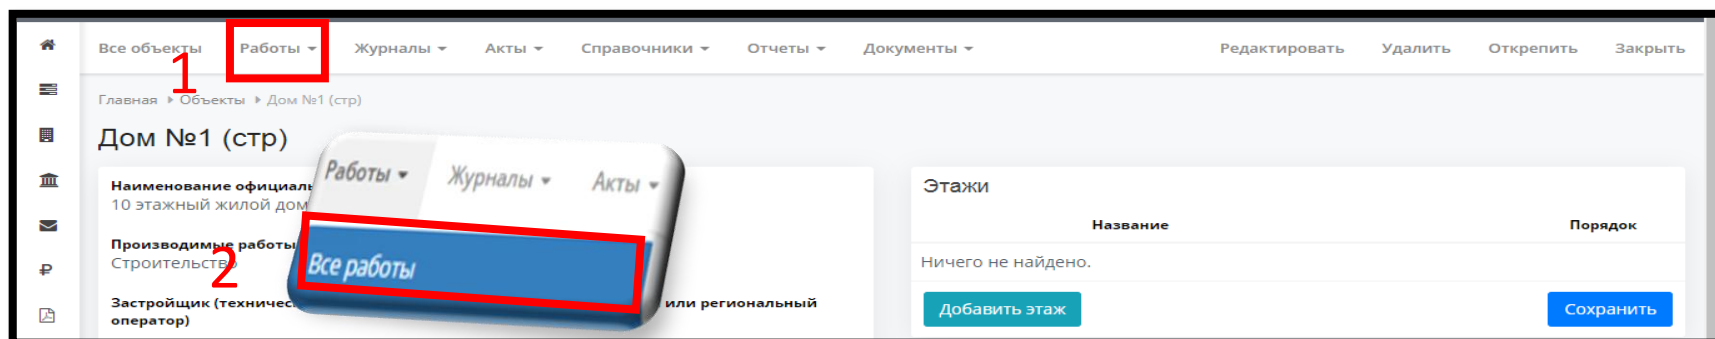 Все объекты Работы Журналы Акты Справочники Отчеты Документы Редактировать Удалить Открепить Закрыть
1
Главная Объекты Дом №1 (стр)
Дом №1 (стр)
Работы Журналы Акты
Все работы
2
Наименование официаль
10 этажный жилой дом
Производимые работы
Строительство
Застройщик (техничес или региональный
оператор)
Этажи
Название Порядок
Ничего не найдено.
Добавить этаж Сохранить